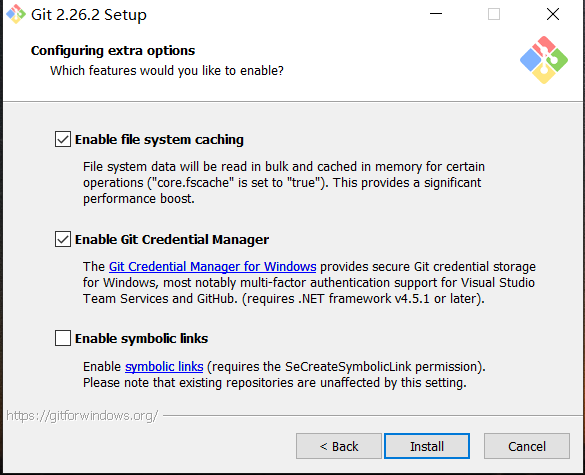 Git 2.26.2 Setup
Configuring extra options
Which features would you like to enable?
Enable file system caching
File system data will be read in bulk and cached in memory for certain
operations ("core.fscache" is set to "true"). This provides a significant
performance boost.
Enable Git Credential Manager
The Git Credential Manager for Windows provides secure Git credential storage
for Windows, most notably multi-factor authentication support for Visual Studio
Team Services and GitHub. (requires .NET framework v4.5.1 or later).
Enable symbolic links
Enable symbolic links (requires the SeCreateSymbolicLink permission).
Please note that existing repositories are unaffected by this setting.
https://gitforwindows.org/
< Back Install Cancel